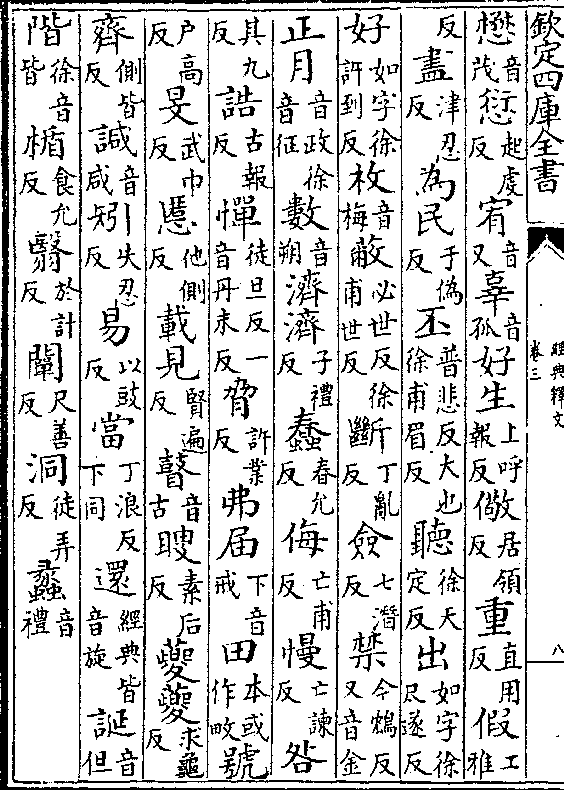 欽定四庫全書 經典釋文 卷三 八
懋音茂愆起虔反宥音又辜音孤好生上呼報反儆居領反重直用反假工雅
反盡津忍反為民于偽反丕普悲反大也徐甫眉反聽徐天定反出如字徐尺遂反
好如字徐許到反枚音梅蔽必世反徐甫世反斷丁亂反僉七潛反禁今鴆反又音金
正月音政徐音征數音朔濟濟子禮反蠢春允反侮亡甫反慢亡諫反咎
其九反誥古報反憚徒旦反一音丹末反脅許業反弗届下音戒田本或作畋號
户高反旻武巾反慝他側反載見賢遍反瞽音古瞍素后反夔夔求龜反
齊側皆反諴音咸矧失忍反易以豉反當丁浪反下同還經典皆音旋誕音但
階徐音皆楯食允反翳於計反闡尺善反洞徒弄反蠡音禮